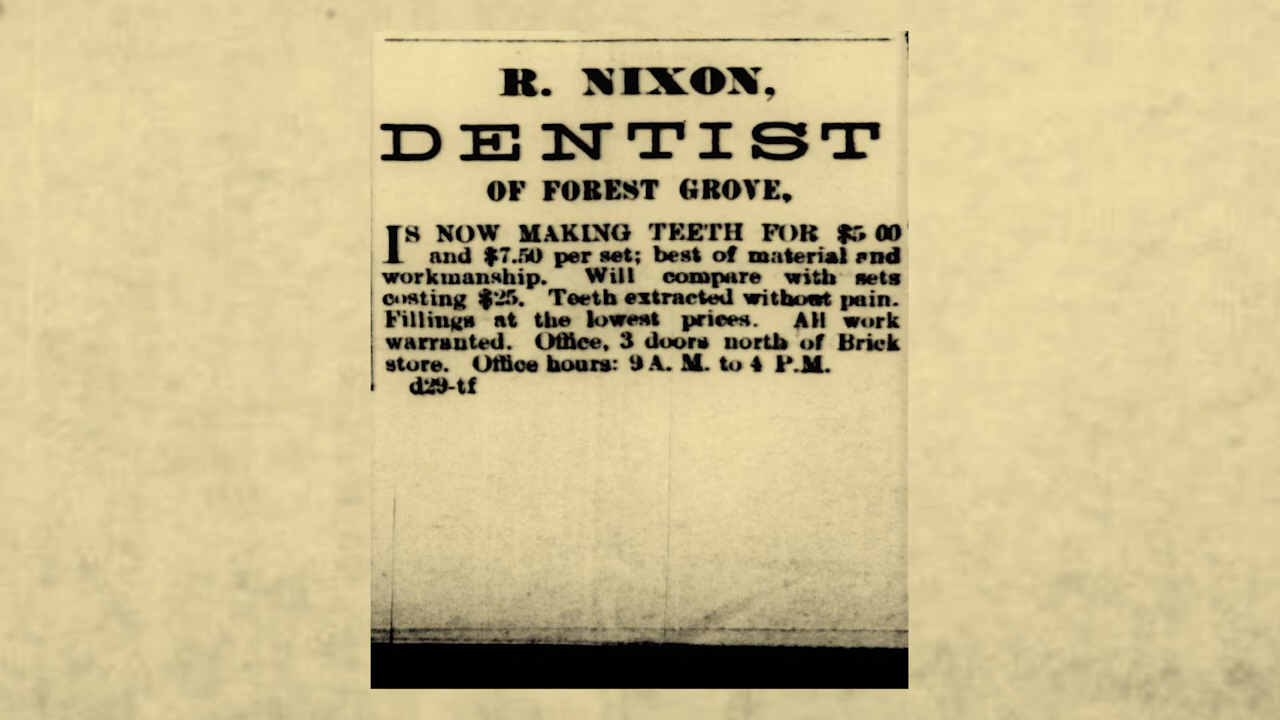 R. NIXON,
DENTIST
OF FOREST GROVE,
IS NOW MAKING TEETH FOR $5 00
and $7.50 per set; best of material and
workmanship. Will compare with sets
costing $25. Teeth extracted without pain.
Fillings at the lowest prices. All work
warranted. Office, 3 doors north of Brick
store. Office hours: 9 A. M. to 4 P.M.
d29-tf